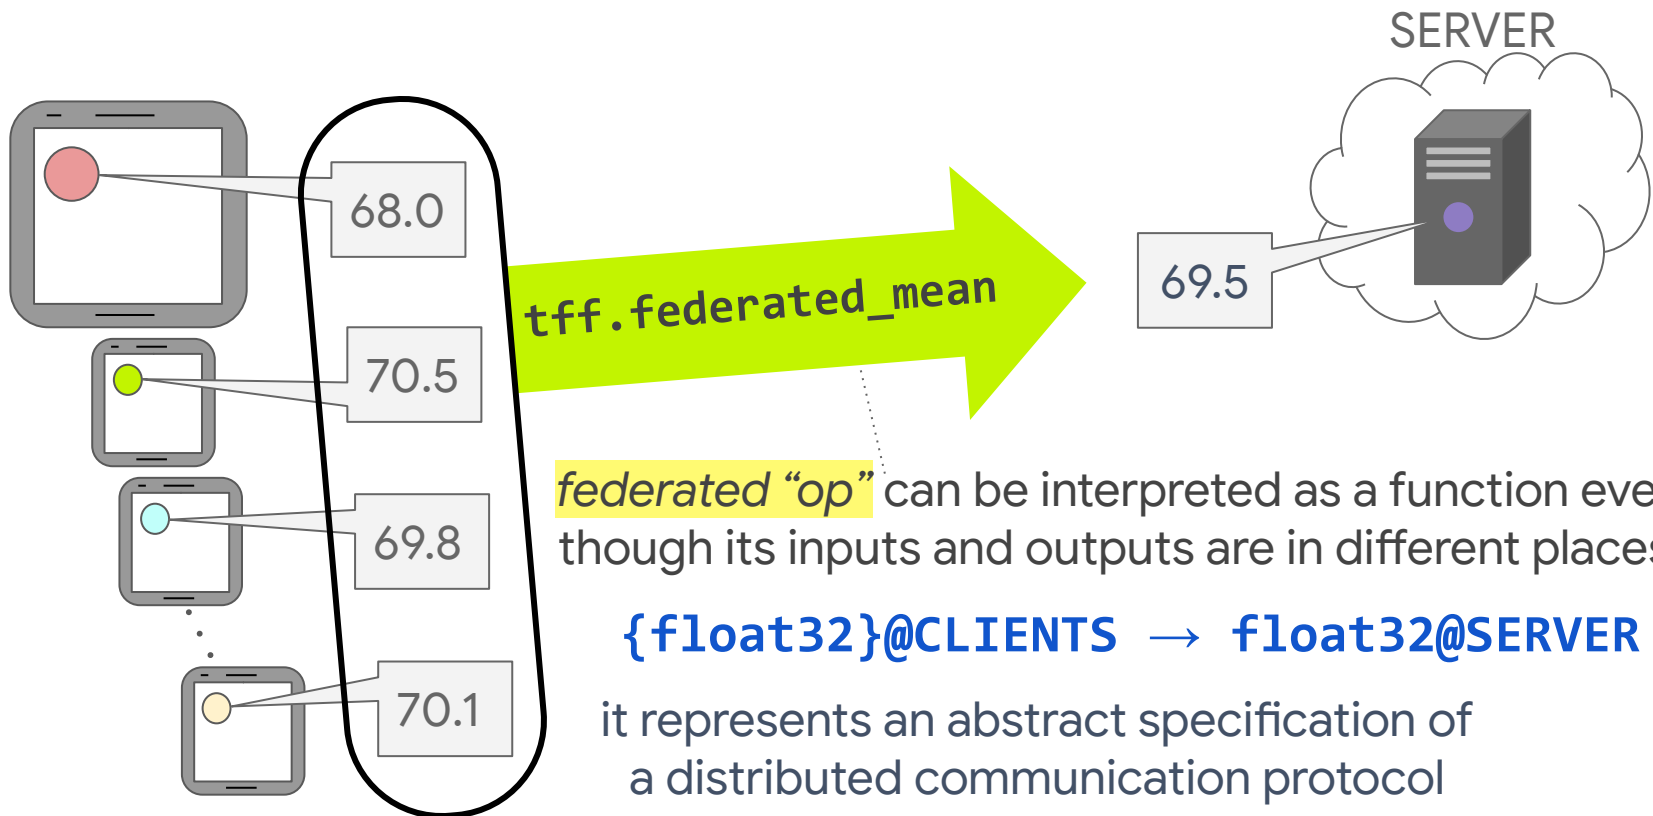 SERVER
68.0
70.5
69.8
70.1
tff.federated_mean
69.5
federated “op” can be interpreted as a function eve
though its inputs and outputs are in different places
{float32}@CLIENTS → float32@SERVER
it represents an abstract specification of
a distributed communication protocol